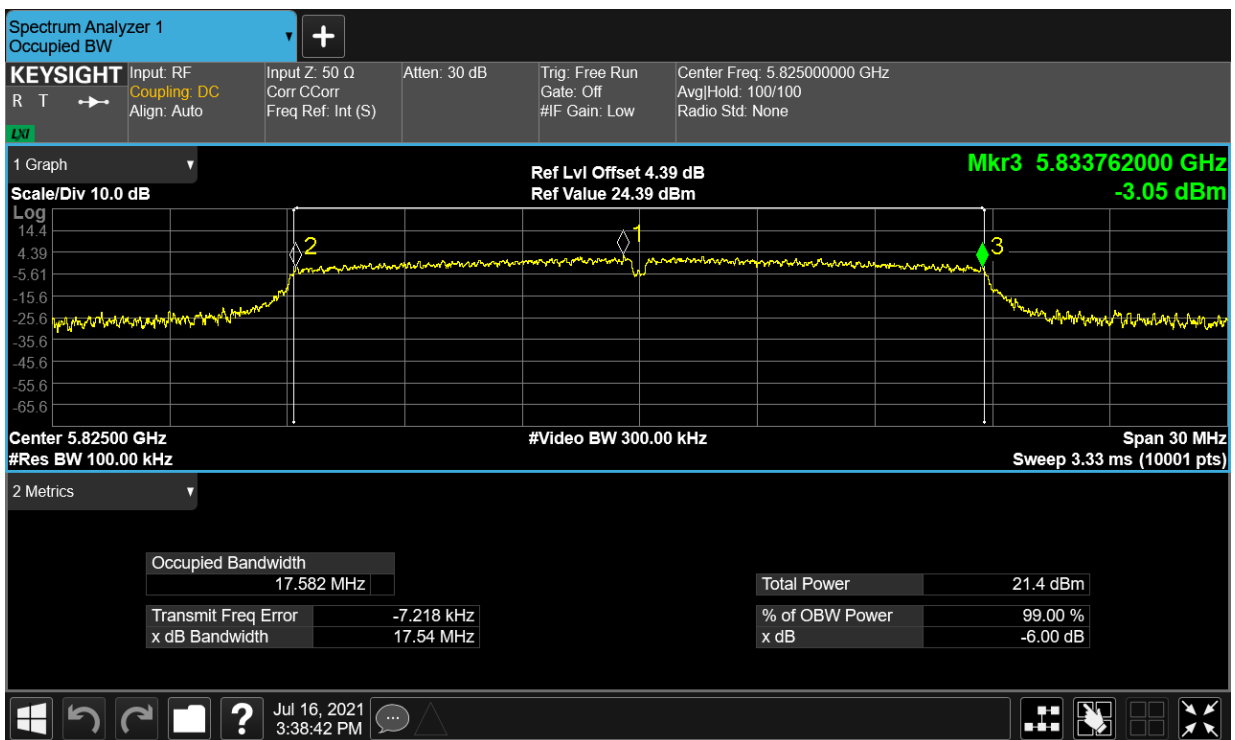 Spectrum Analyzer 1
Occupied BW
KEYSIGHT
R T
LXI
Input: RF
Coupling: DC
Align: Auto
Input Z: 50 Ω
Corr CCorr
Freq Ref: Int (S)
Atten: 30 dB
Trig: Free Run
Gate: Off
#IF Gain: Low
Center Freq: 5.825000000 GHz
Avg|Hold: 100/100
Radio Std: None
1 Graph
Scale/Div 10.0 dB
Ref Lvl Offset 4.39 dB
Ref Value 24.39 dBm
Mkr3 5.833762000 GHz
-3.05 dBm
Log
14.4
4.39
-5.61
-15.6
-25.6
-35.6
-45.6
-55.6
-65.6
2
1
3
Center 5.82500 GHz
#Res BW 100.00 kHz
#Video BW 300.00 kHz
Span 30 MHz
Sweep 3.33 ms (10001 pts)
2 Metrics
Occupied Bandwidth
17.582 MHz
Transmit Freq Error -7.218 kHz
x dB Bandwidth 17.54 MHz
Total Power 21.4 dBm
% of OBW Power 99.00 %
x dB -6.00 dB
?
Jul 16, 2021
3:38:42 PM